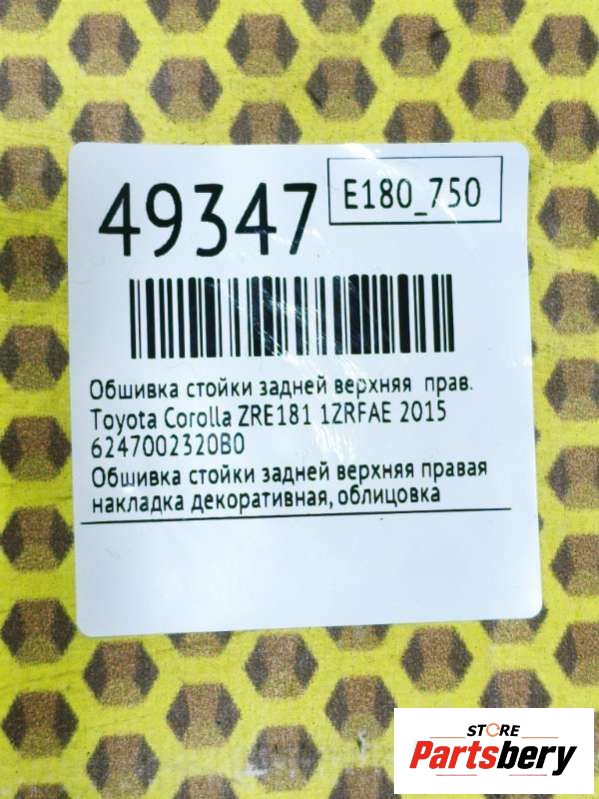 49347
E180_750
Обшивка стойки задней верхняя прав.
Toyota Corolla ZRE181 1ZRFAE 2015
6247002320B0
Обшивка стойки задней верхняя правая
накладка декоративная, облицовка
STORE
Partsbery